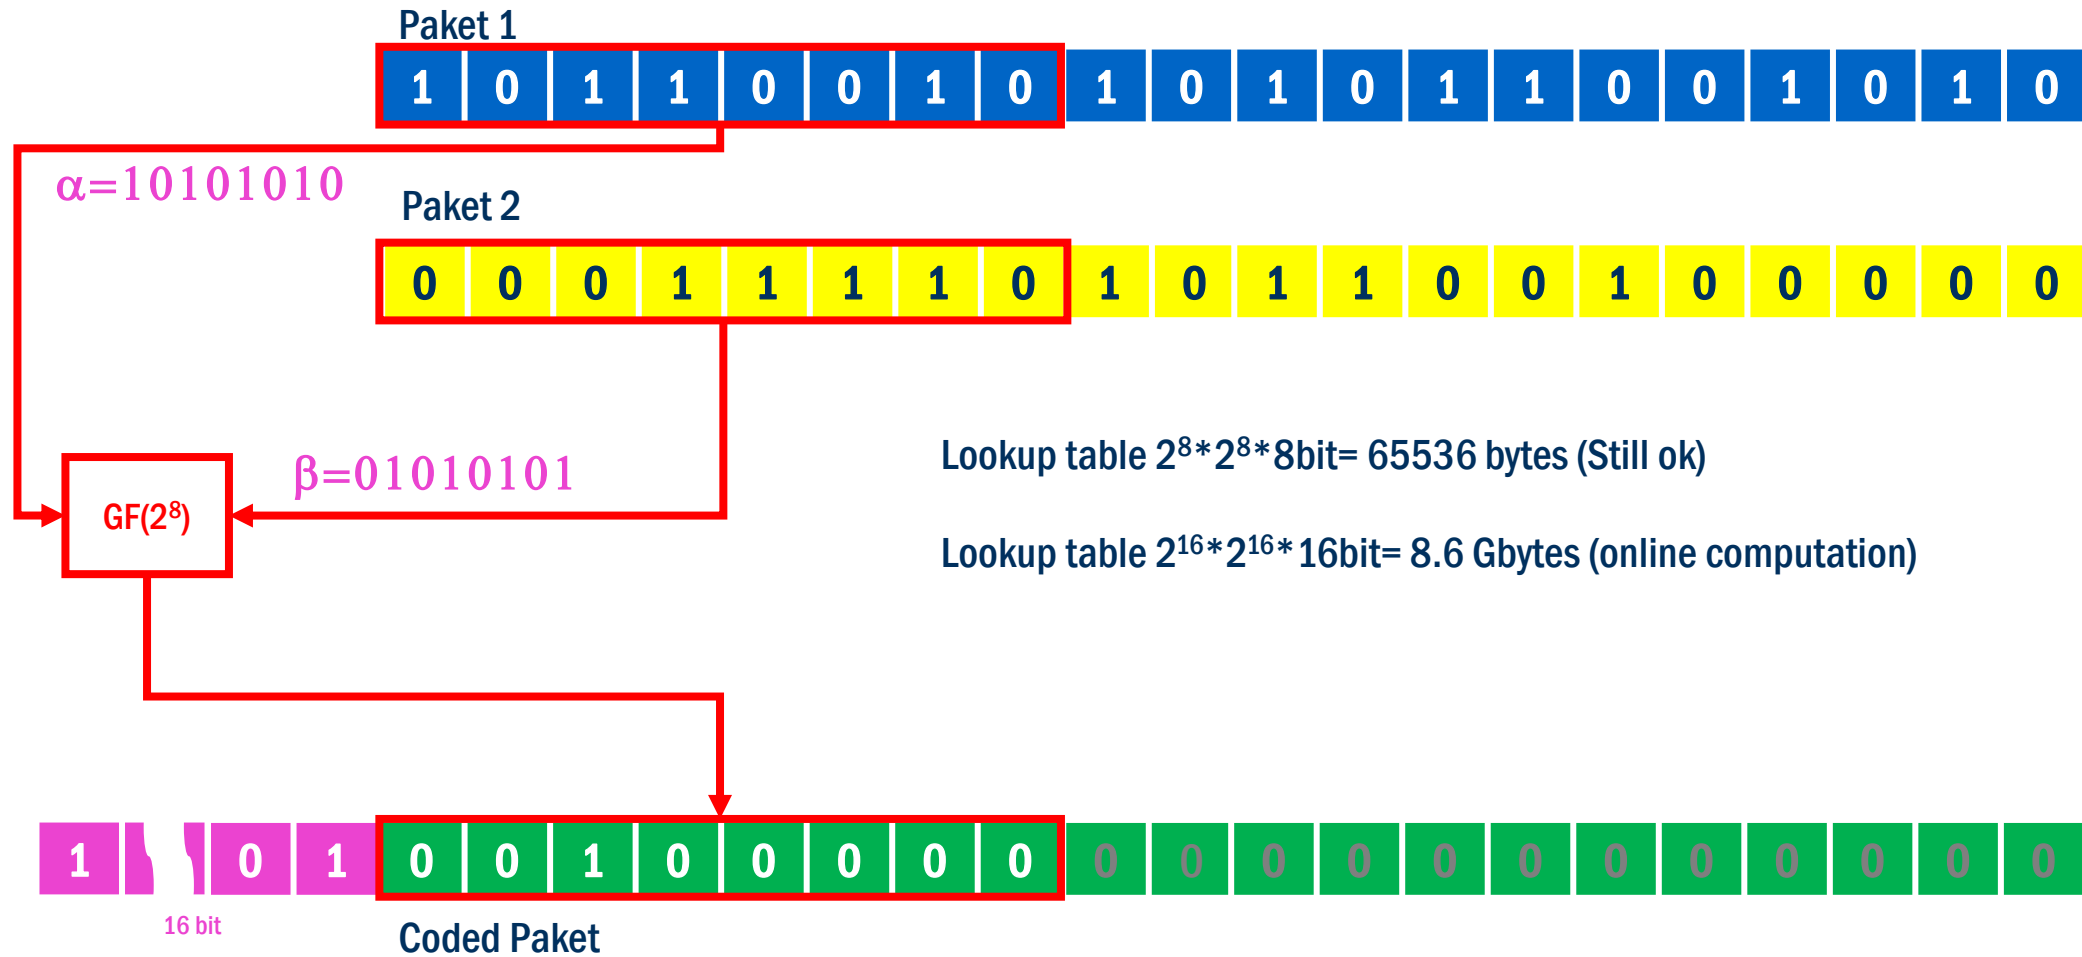 Paket 1
1 0 1 1 0 0 1 0 1 0 1 0 1 1 0 0 1 0 1 0
α=10101010
Paket 2
0 0 0 1 1 1 1 0 1 0 1 1 0 0 1 0 0 0 0 0
Lookup table 2⁸*2⁸*8bit= 65536 bytes (Still ok)
β=01010101
GF(2⁸)
Lookup table 2¹⁶*2¹⁶*16bit= 8.6 Gbytes (online computation)
1 0 1 0 0 1 0 0 0 0 0 0 0 0 0 0 0 0 0 0 0 0 0
16 bit
Coded Paket